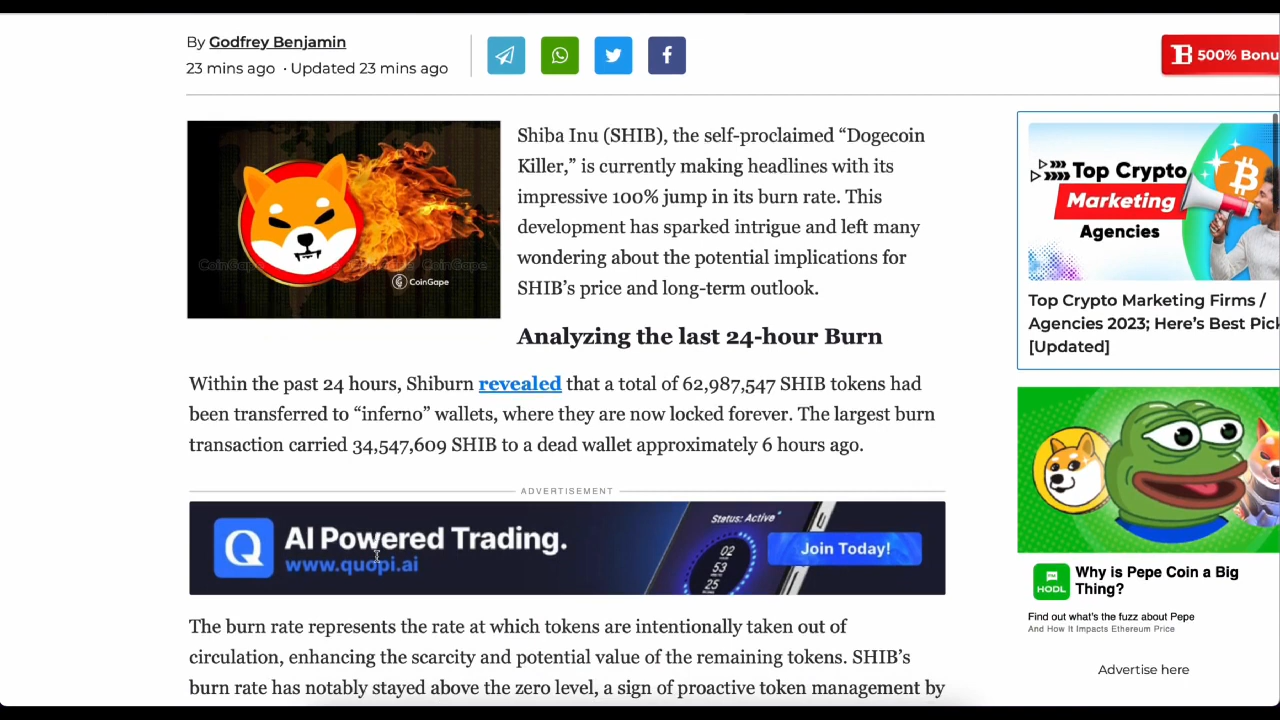 By Godfrey Benjamin
23 mins ago · Updated 23 mins ago
500% Bonu
Shiba Inu (SHIB), the self-proclaimed “Dogecoin
Killer,” is currently making headlines with its
impressive 100% jump in its burn rate. This
development has sparked intrigue and left many
wondering about the potential implications for
SHIB’s price and long-term outlook.
CoinGape
CoinGape
CoinGape
Analyzing the last 24-hour Burn
Within the past 24 hours, Shiburn revealed that a total of 62,987,547 SHIB tokens had
been transferred to “inferno” wallets, where they are now locked forever. The largest burn
transaction carried 34,547,609 SHIB to a dead wallet approximately 6 hours ago.
ADVERTISEMENT
Q
AI Powered Trading.
www.quopi.ai
Status: Active
02
53
25
Join Today!
The burn rate represents the rate at which tokens are intentionally taken out of
circulation, enhancing the scarcity and potential value of the remaining tokens. SHIB’s
burn rate has notably stayed above the zero level, a sign of proactive token management by
Top Crypto
Marketing
Agencies
Top Crypto Marketing Firms /
Agencies 2023; Here’s Best Pick
[Updated]
HODL
Why is Pepe Coin a Big
Thing?
Find out what's the fuzz about Pepe
And How It Impacts Ethereum Price
Advertise here